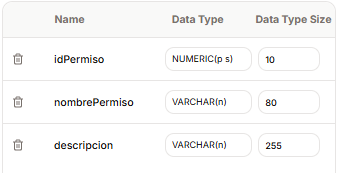 Name Data Type Data Type Size
idPermiso NUMERIC(p s) 10
nombrePermiso VARCHAR(n) 80
descripcion VARCHAR(n) 255